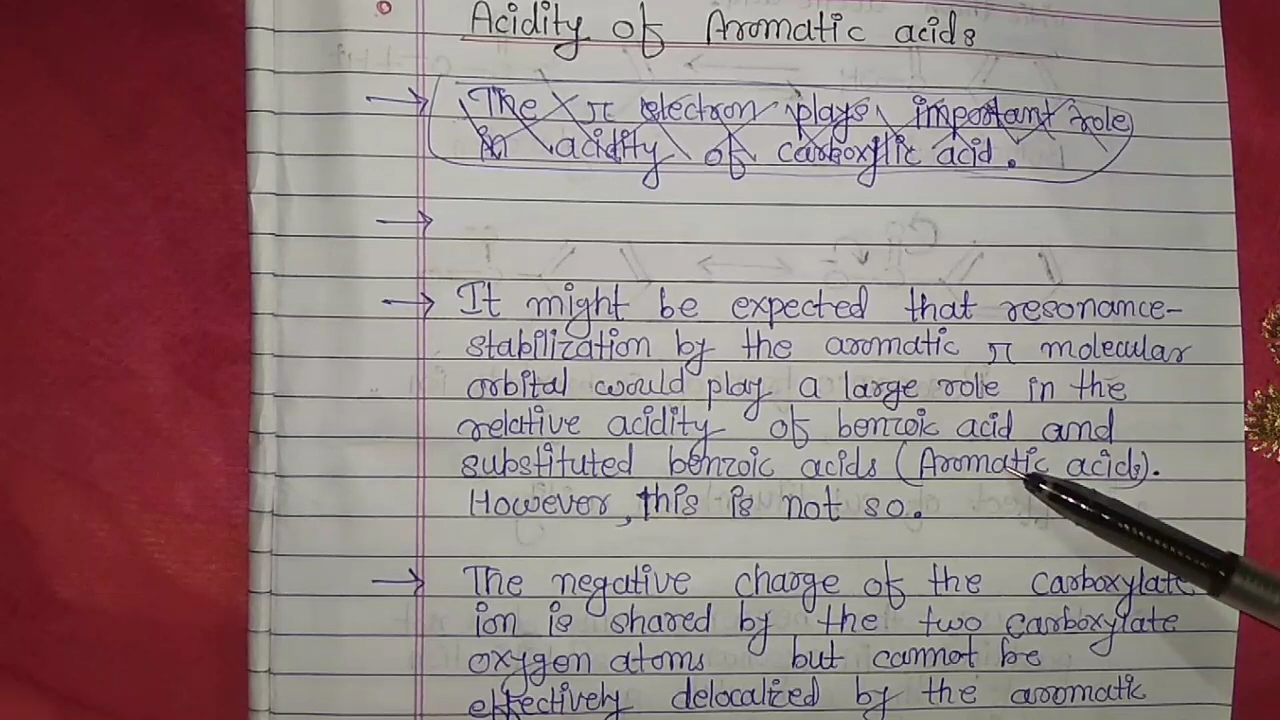 Acidity of Aromatic acids
→ The π electron plays important role
in acidity of carboxylic acid.
→
→ It might be expected that resonance-
stabilization by the aromatic π molecular
orbital would play a large role in the
relative acidity of benzoic acid and
substituted benzoic acids (Aromatic acids).
However, this is not so.
→ The negative charge of the carboxylate
ion is shared by the two carboxylate
oxygen atoms but cannot be
effectively delocalized by the aromatic